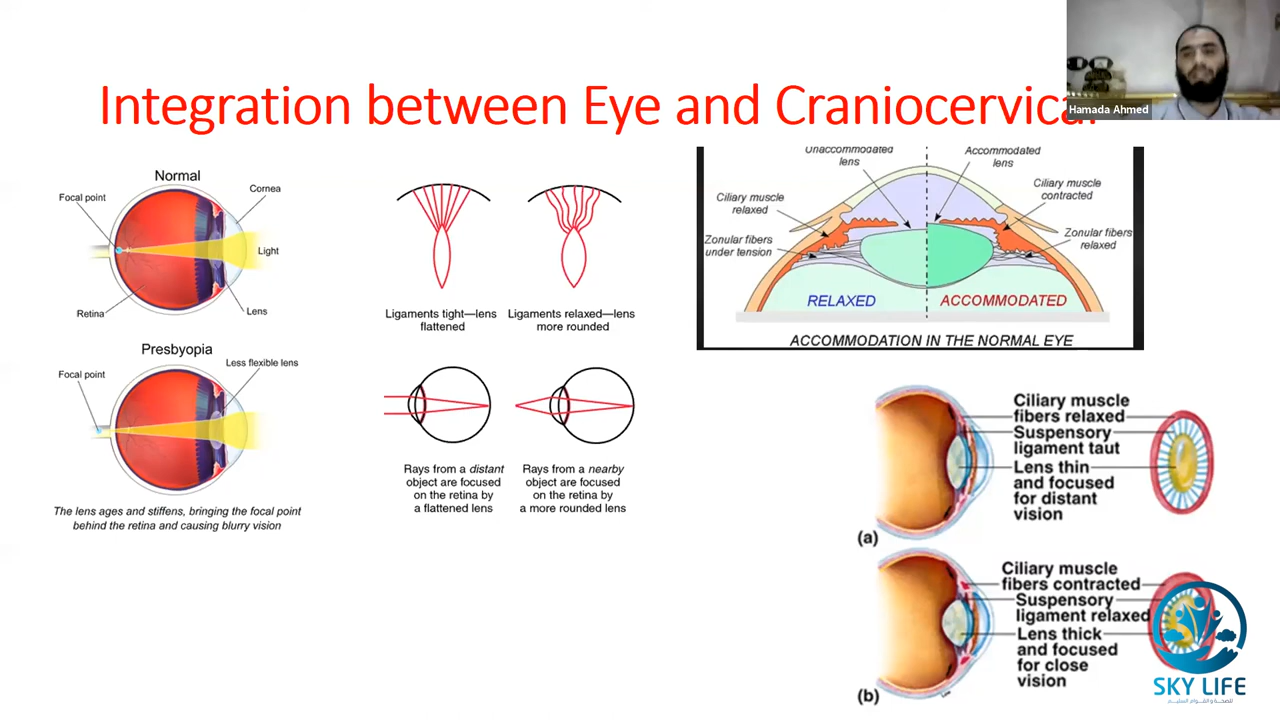 Integration between Eye and Craniocervical
Hamada Ahmed
Normal
Focal point
Cornea
Light
Retina
Lens
Presbyopia
Less flexible lens
Focal point
The lens ages and stiffens, bringing the focal point
behind the retina and causing blurry vision
Ligaments tight—lens
flattened
Ligaments relaxed—lens
more rounded
Rays from a distant
object are focused
on the retina by
a flattened lens
Rays from a nearby
object are focused
on the retina by
a more rounded lens
Unaccommodated
lens
Accommodated
lens
Ciliary muscle
relaxed
Ciliary muscle
contracted
Zonular fibers
under tension
Zonular fibers
relaxed
RELAXED
ACCOMMODATED
ACCOMMODATION IN THE NORMAL EYE
Ciliary muscle
fibers relaxed
Suspensory
ligament taut
Lens thin
and focused
for distant
vision
(a)
Ciliary muscle
fibers contracted
Suspensory
ligament relaxed
Lens thick
and focused
for close
vision
(b)
SKY LIFE
للصحة و القوام السليم